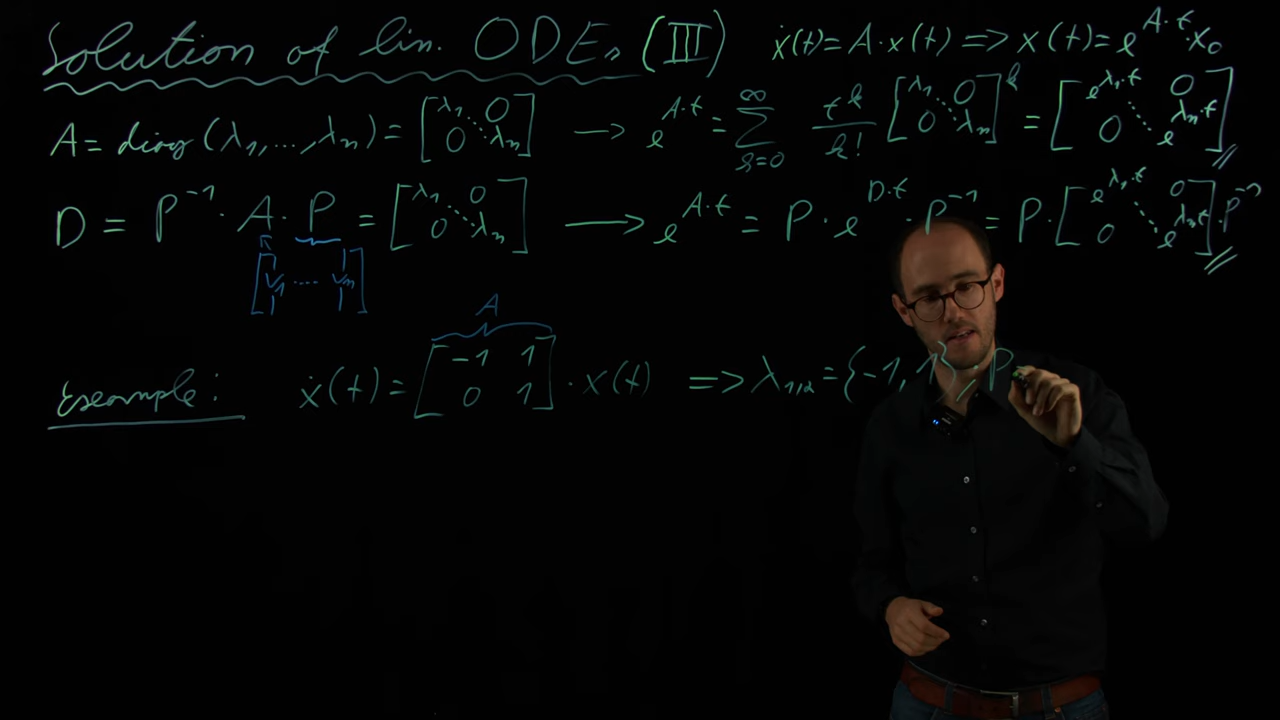 Solution of lin. ODEs (III) ẋ(t)=A·x(t) => x(t)=e^{A·t}·x₀
A = diag(λ₁,...,λₙ) = [λ₁ 0; 0 λₙ] → e^{A·t} = ∑_{k=0}^{∞} t^k/k! [λ₁ 0; 0 λₙ]^k = [e^{λ₁·t} 0; 0 e^{λₙ·t}]
D = P⁻¹·A·P = [λ₁ 0; 0 λₙ] → e^{A·t} = P·e^{D·t}·P⁻¹ = P·[e^{λ₁·t} 0; 0 e^{λₙ·t}]·P⁻¹
[v₁ .... vₙ]
A
Example: ẋ(t) = [-1 1; 0 1]·x(t) => λ₁,₂ = {-1, 1}; P